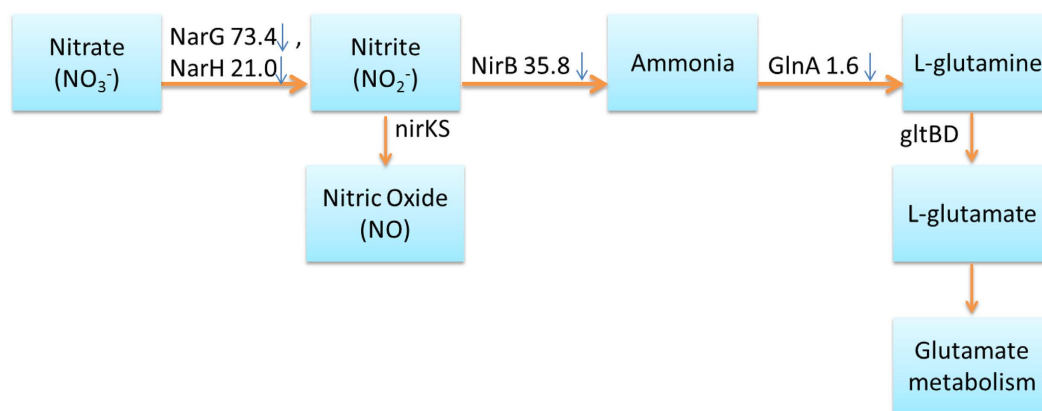 Nitrate
(NO₃⁻)
NarG 73.4↓ ,
NarH 21.0↓
Nitrite
(NO₂⁻)
NirB 35.8 ↓
Ammonia
GlnA 1.6 ↓
L-glutamine
nirKS
gltBD
Nitric Oxide
(NO)
L-glutamate
Glutamate
metabolism